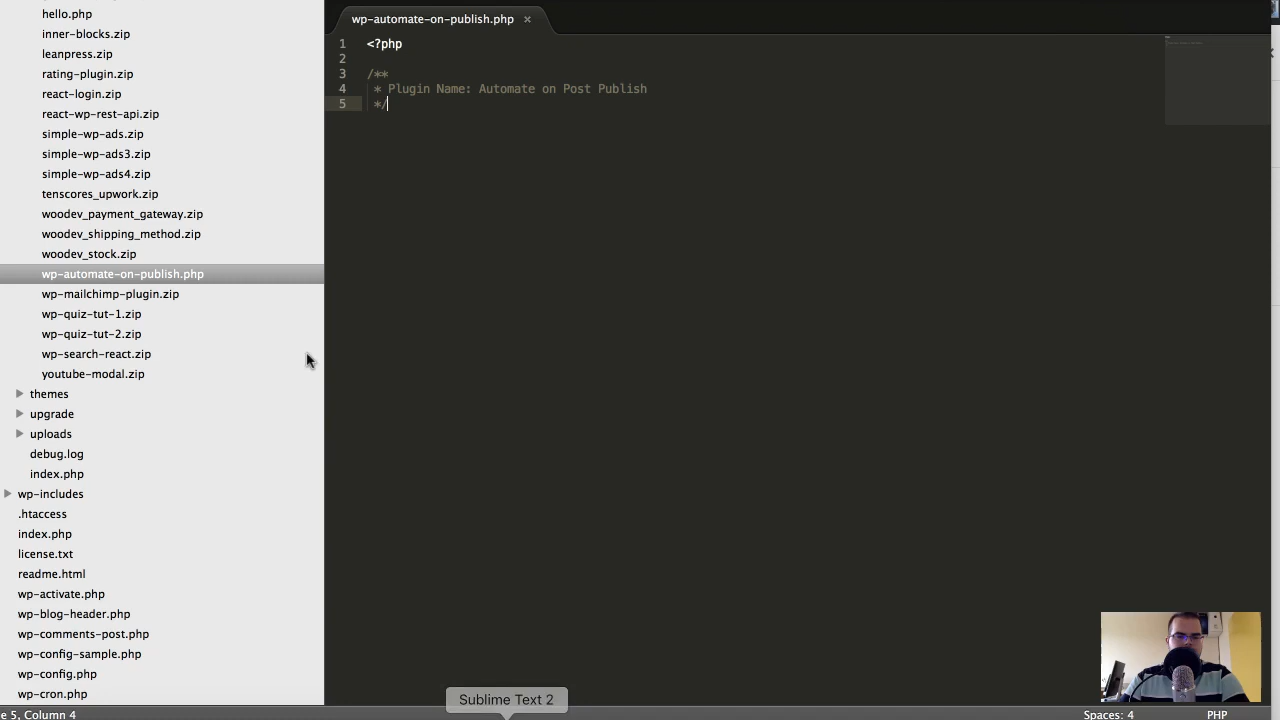 hello.php
inner-blocks.zip
leanpress.zip
rating-plugin.zip
react-login.zip
react-wp-rest-api.zip
simple-wp-ads.zip
simple-wp-ads3.zip
simple-wp-ads4.zip
tenscores_upwork.zip
woodev_payment_gateway.zip
woodev_shipping_method.zip
woodev_stock.zip
wp-automate-on-publish.php
wp-mailchimp-plugin.zip
wp-quiz-tut-1.zip
wp-quiz-tut-2.zip
wp-search-react.zip
youtube-modal.zip
themes
upgrade
uploads
debug.log
index.php
wp-includes
.htaccess
index.php
license.txt
readme.html
wp-activate.php
wp-blog-header.php
wp-comments-post.php
wp-config-sample.php
wp-config.php
wp-cron.php
wp-automate-on-publish.php ×
1 <?php
2
3 /**
4 * Plugin Name: Automate on Post Publish
5 */
Sublime Text 2
e 5, Column 4
Spaces: 4
PHP